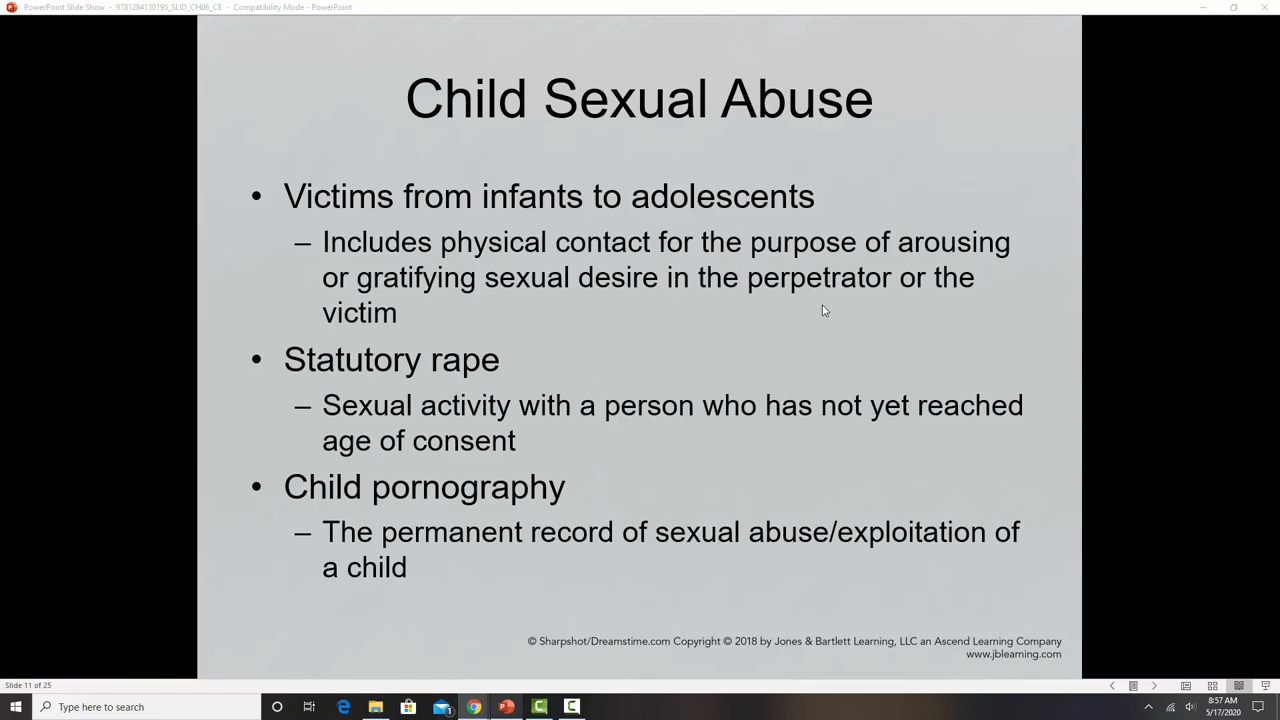 PowerPoint Slide Show - 9781284130195_SLID_CH06_CE - Compatibility Mode - PowerPoint
Child Sexual Abuse
• Victims from infants to adolescents
– Includes physical contact for the purpose of arousing
or gratifying sexual desire in the perpetrator or the
victim
• Statutory rape
– Sexual activity with a person who has not yet reached
age of consent
• Child pornography
– The permanent record of sexual abuse/exploitation of
a child
© Sharpshot/Dreamstime.com Copyright © 2018 by Jones & Bartlett Learning, LLC an Ascend Learning Company
www.jblearning.com
Slide 11 of 25
Type here to search
8:57 AM
5/17/2020